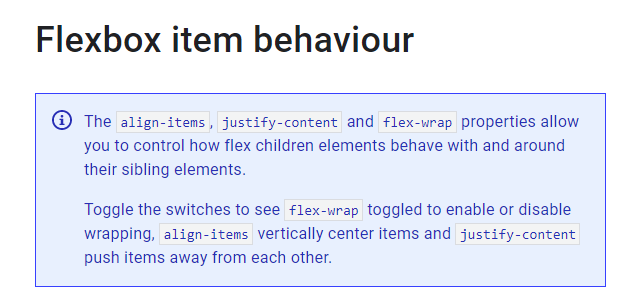 Flexbox item behaviour
The align-items, justify-content and flex-wrap properties allow
you to control how flex children elements behave with and around
their sibling elements.
Toggle the switches to see flex-wrap toggled to enable or disable
wrapping, align-items vertically center items and justify-content
push items away from each other.